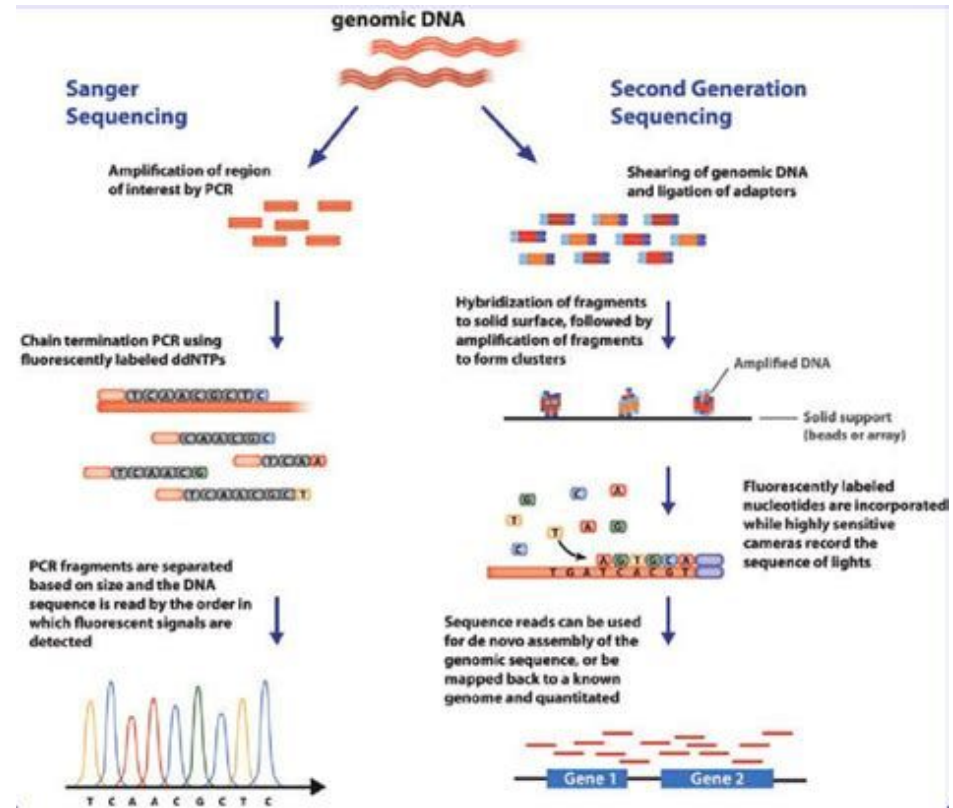 genomic DNA
Sanger
Sequencing
Amplification of region
of interest by PCR
Chain termination PCR using
fluorescently labeled ddNTPs
T C A A C G C T C
C A A C G C
T C A A
T C A A C G
T C A A C G C T
PCR fragments are separated
based on size and the DNA
sequence is read by the order in
which fluorescent signals are
detected
T C A A C G C T C
Second Generation
Sequencing
Shearing of genomic DNA
and ligation of adaptors
Hybridization of fragments
to solid surface, followed by
amplification of fragments
to form clusters
Amplified DNA
Solid support
(beads or array)
G C A
T T A G
C
A G T G C A
T G A T C A C G T
Fluorescently labeled
nucleotides are incorporated
while highly sensitive
cameras record the
sequence of lights
Sequence reads can be used
for de novo assembly of the
genomic sequence, or be
mapped back to a known
genome and quantitated
Gene 1 Gene 2